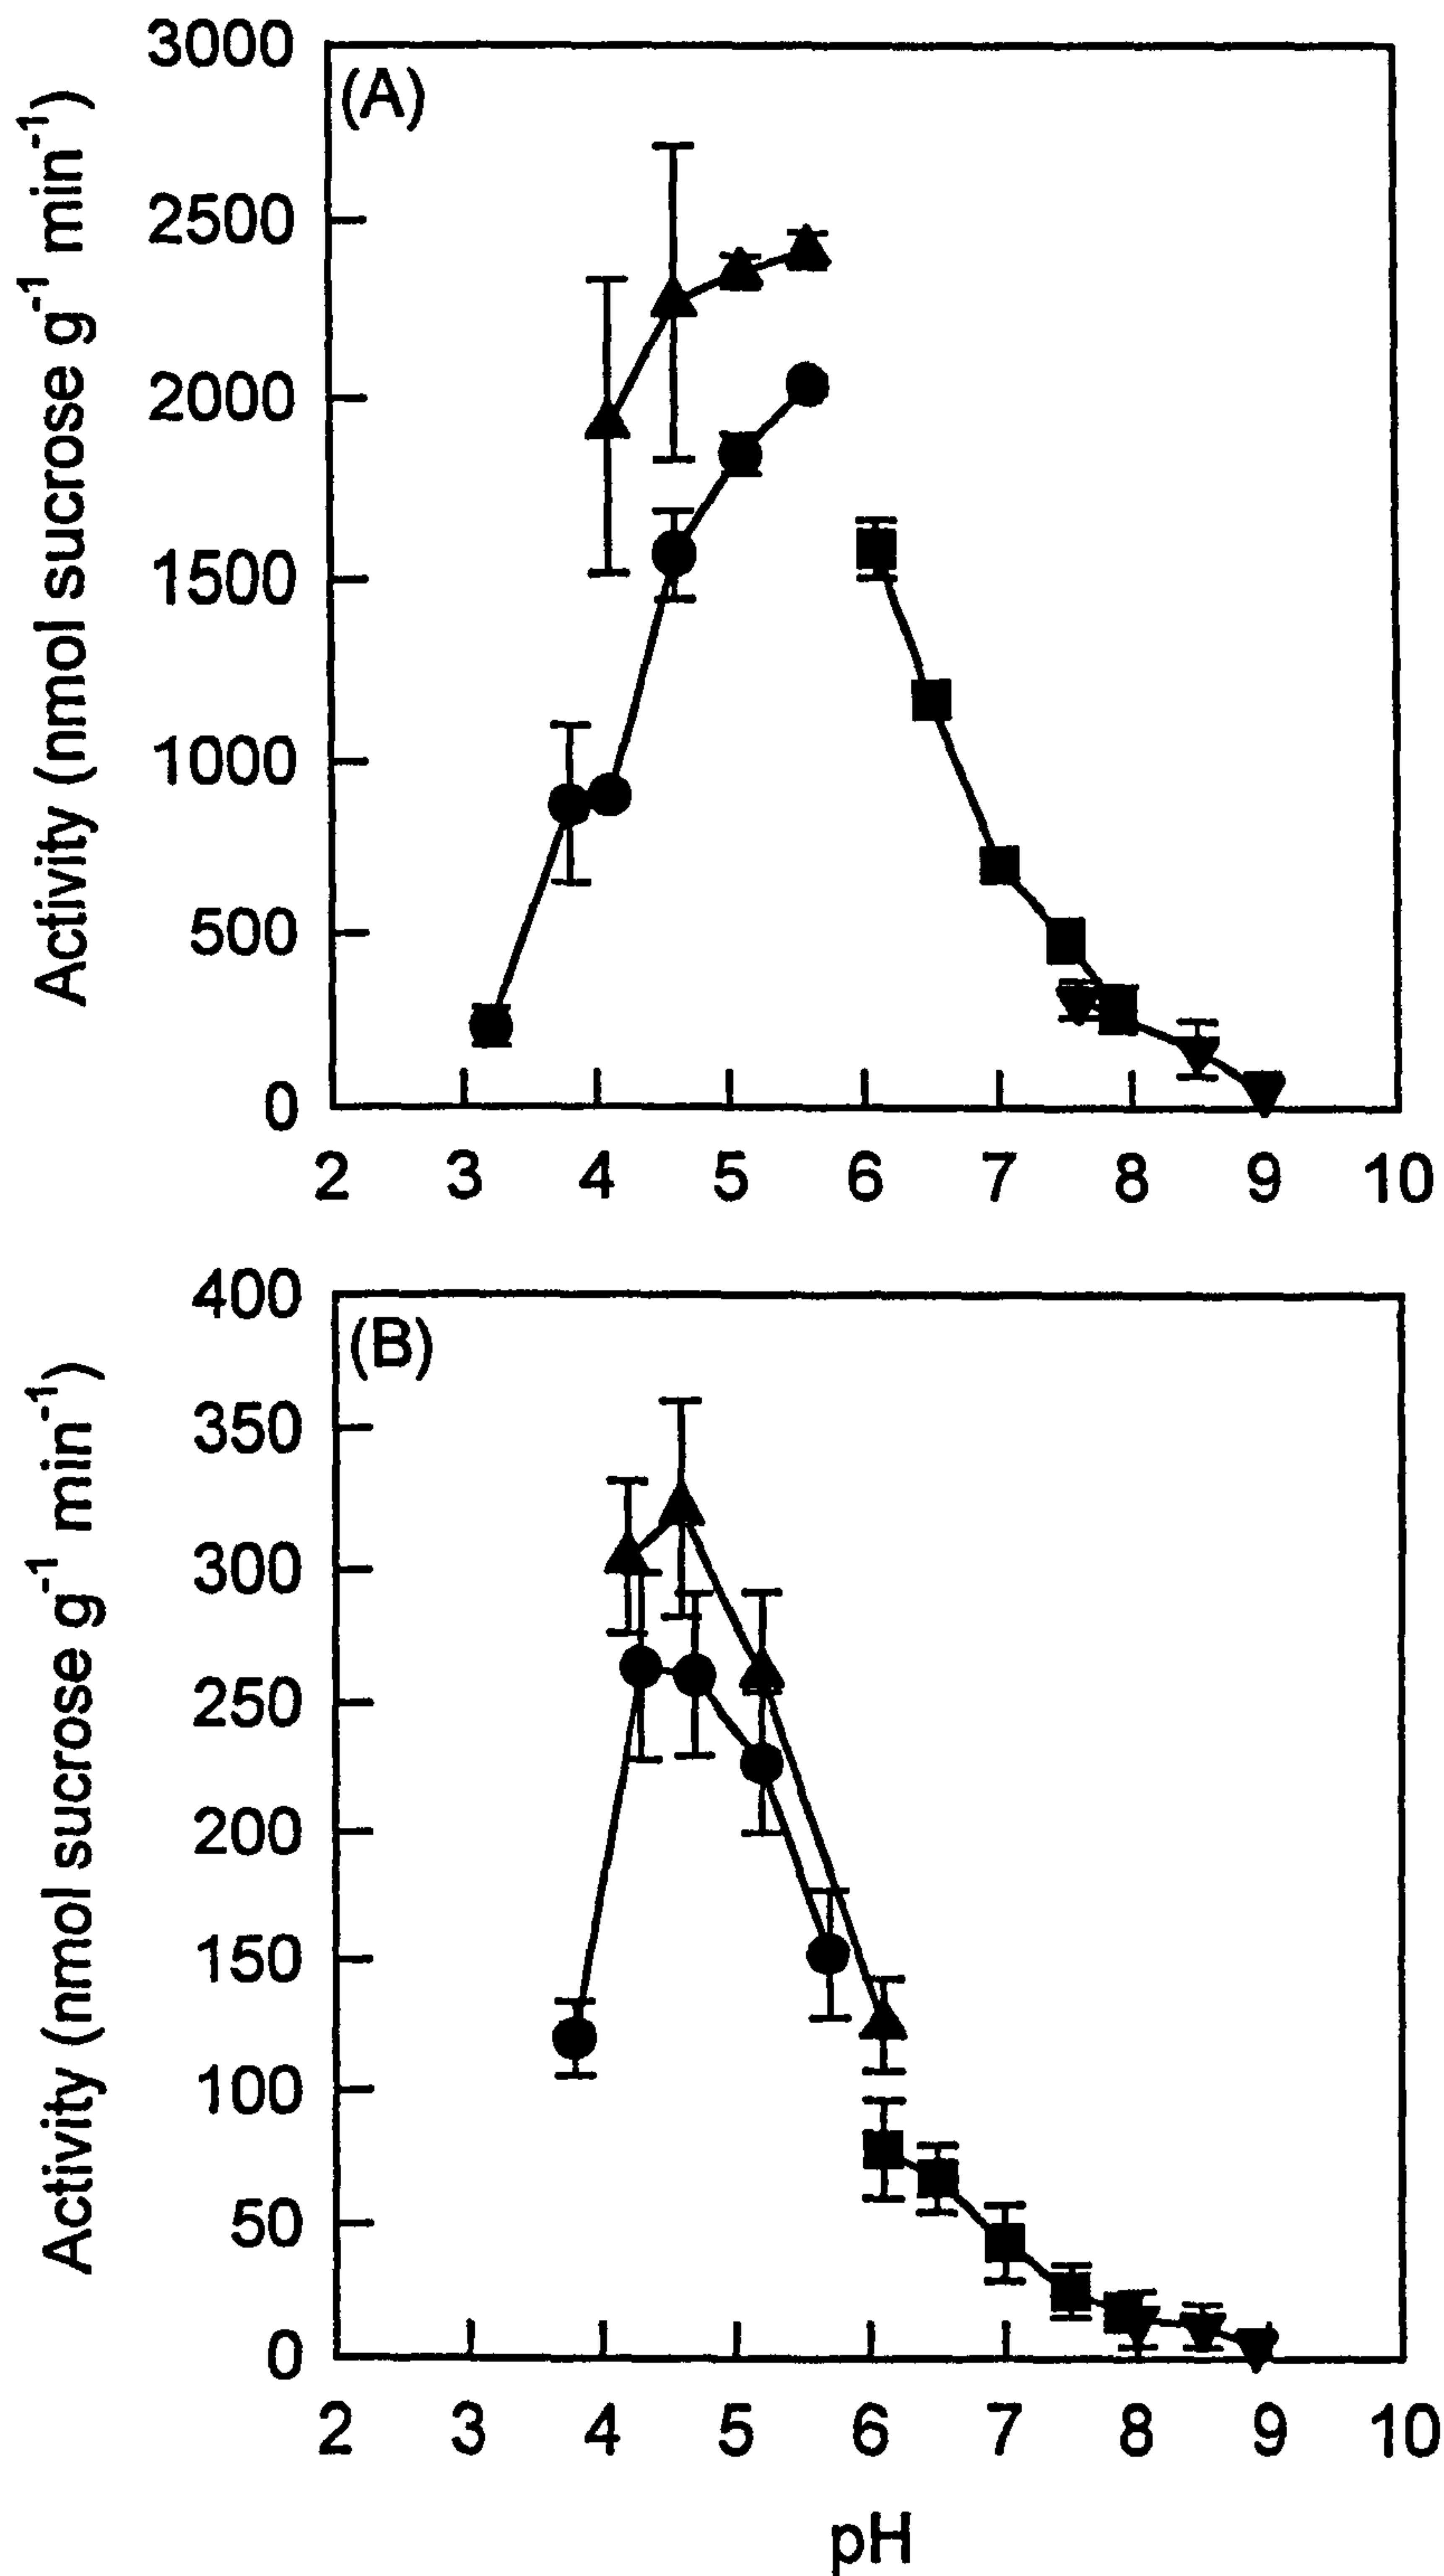 3000
(A)
2500
2000
1500
1000
500
0
Activity (nmol sucrose g⁻¹ min⁻¹)
2 3 4 5 6 7 8 9 10
400
(B)
350
300
250
200
150
100
50
0
Activity (nmol sucrose g⁻¹ min⁻¹)
2 3 4 5 6 7 8 9 10
pH